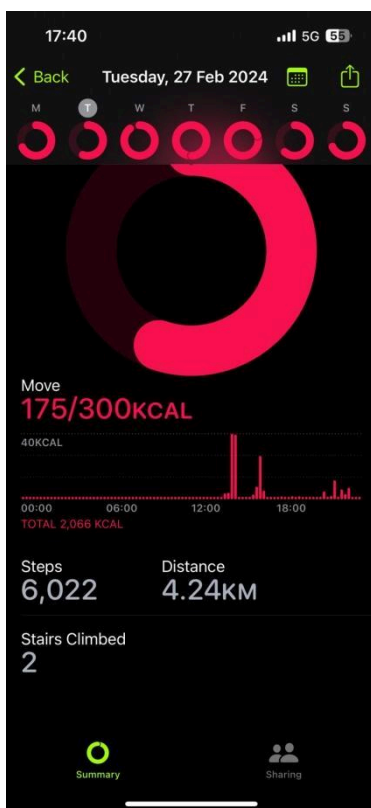 17:40 5G 55
Back Tuesday, 27 Feb 2024
M T W T F S S
Move
175/300KCAL
40KCAL
00:00 06:00 12:00 18:00
TOTAL 2,066 KCAL
Steps Distance
6,022 4.24KM
Stairs Climbed
2
Summary Sharing